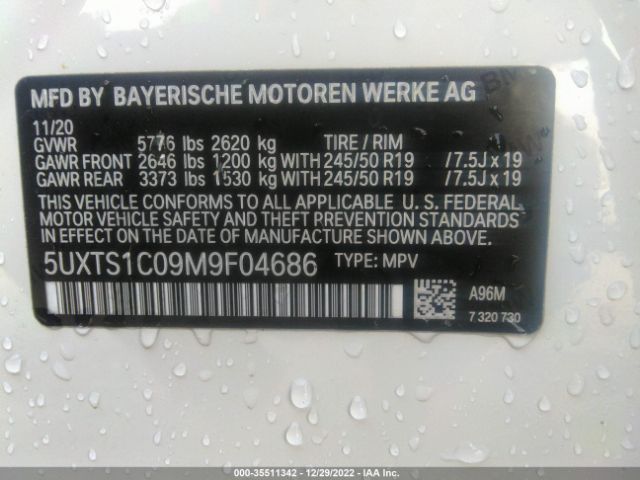 MFD BY BAYERISCHE MOTOREN WERKE AG
11/20
GVWR 5776 lbs 2620 kg TIRE / RIM
GAWR FRONT 2646 lbs 1200 kg WITH 245/50 R19 / 7.5J x 19
GAWR REAR 3373 lbs 1530 kg WITH 245/50 R19 / 7.5J x 19
THIS VEHICLE CONFORMS TO ALL APPLICABLE U. S. FEDERAL
MOTOR VEHICLE SAFETY AND THEFT PREVENTION STANDARDS
IN EFFECT ON THE DATE OF MANUFACTURE SHOWN ABOVE.
5UXTS1C09M9F04686 TYPE: MPV
A96M
7 320 730
000-35511342 - 12/29/2022 - IAA Inc.